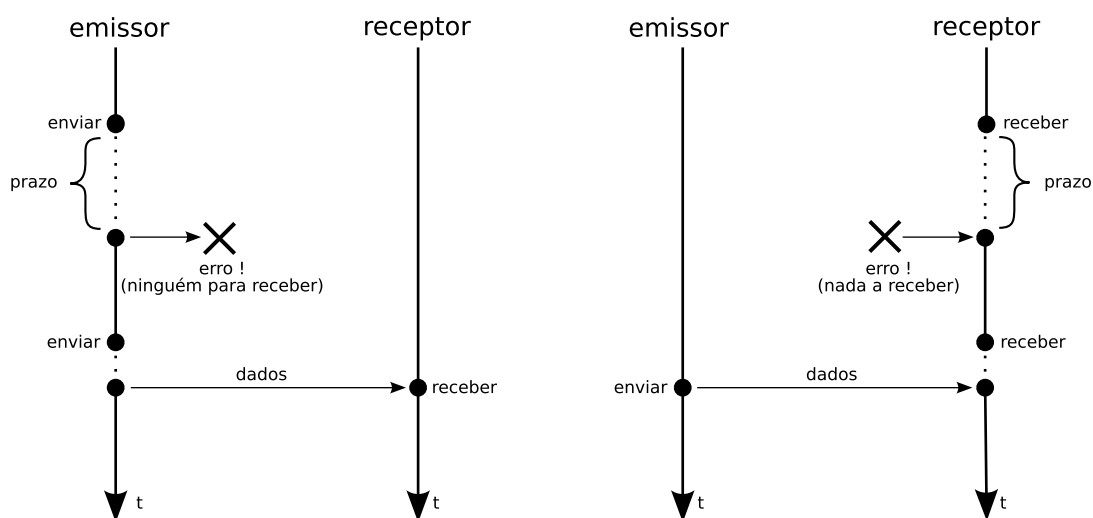 emissor
receptor
enviar
prazo
erro !
(ninguém para receber)
enviar
dados
receber
t
t
emissor
receptor
receber
prazo
erro !
(nada a receber)
receber
enviar
dados
t
t